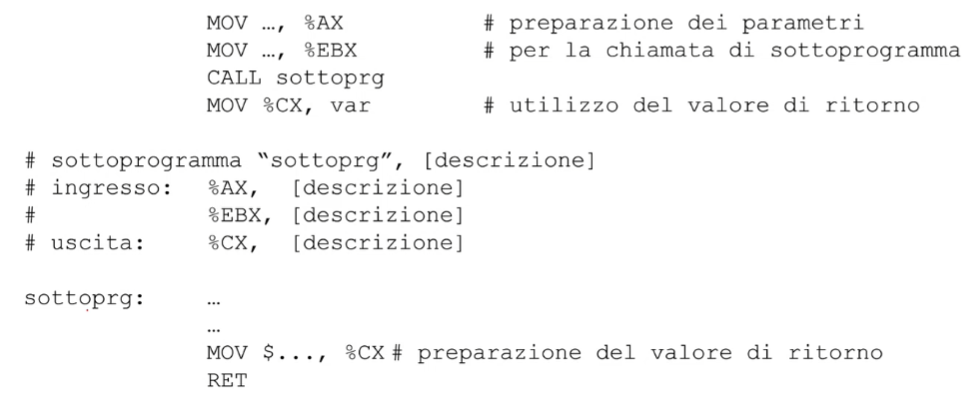 MOV …, %AX # preparazione dei parametri
MOV …, %EBX # per la chiamata di sottoprogramma
CALL sottoprg
MOV %CX, var # utilizzo del valore di ritorno
# sottoprogramma “sottoprg”, [descrizione]
# ingresso: %AX, [descrizione]
# %EBX, [descrizione]
# uscita: %CX, [descrizione]
sottoprg: …
…
MOV $..., %CX # preparazione del valore di ritorno
RET